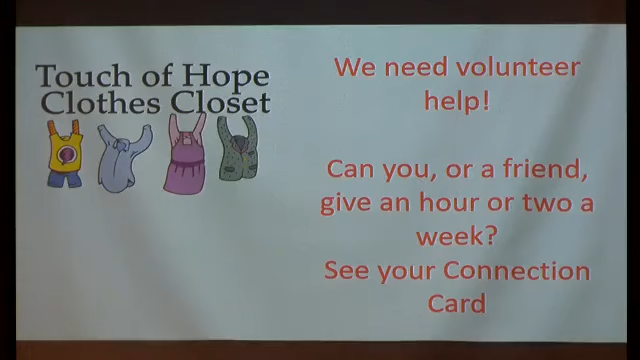 Touch of Hope
Clothes Closet
We need volunteer
help!
Can you, or a friend,
give an hour or two a
week?
See your Connection
Card